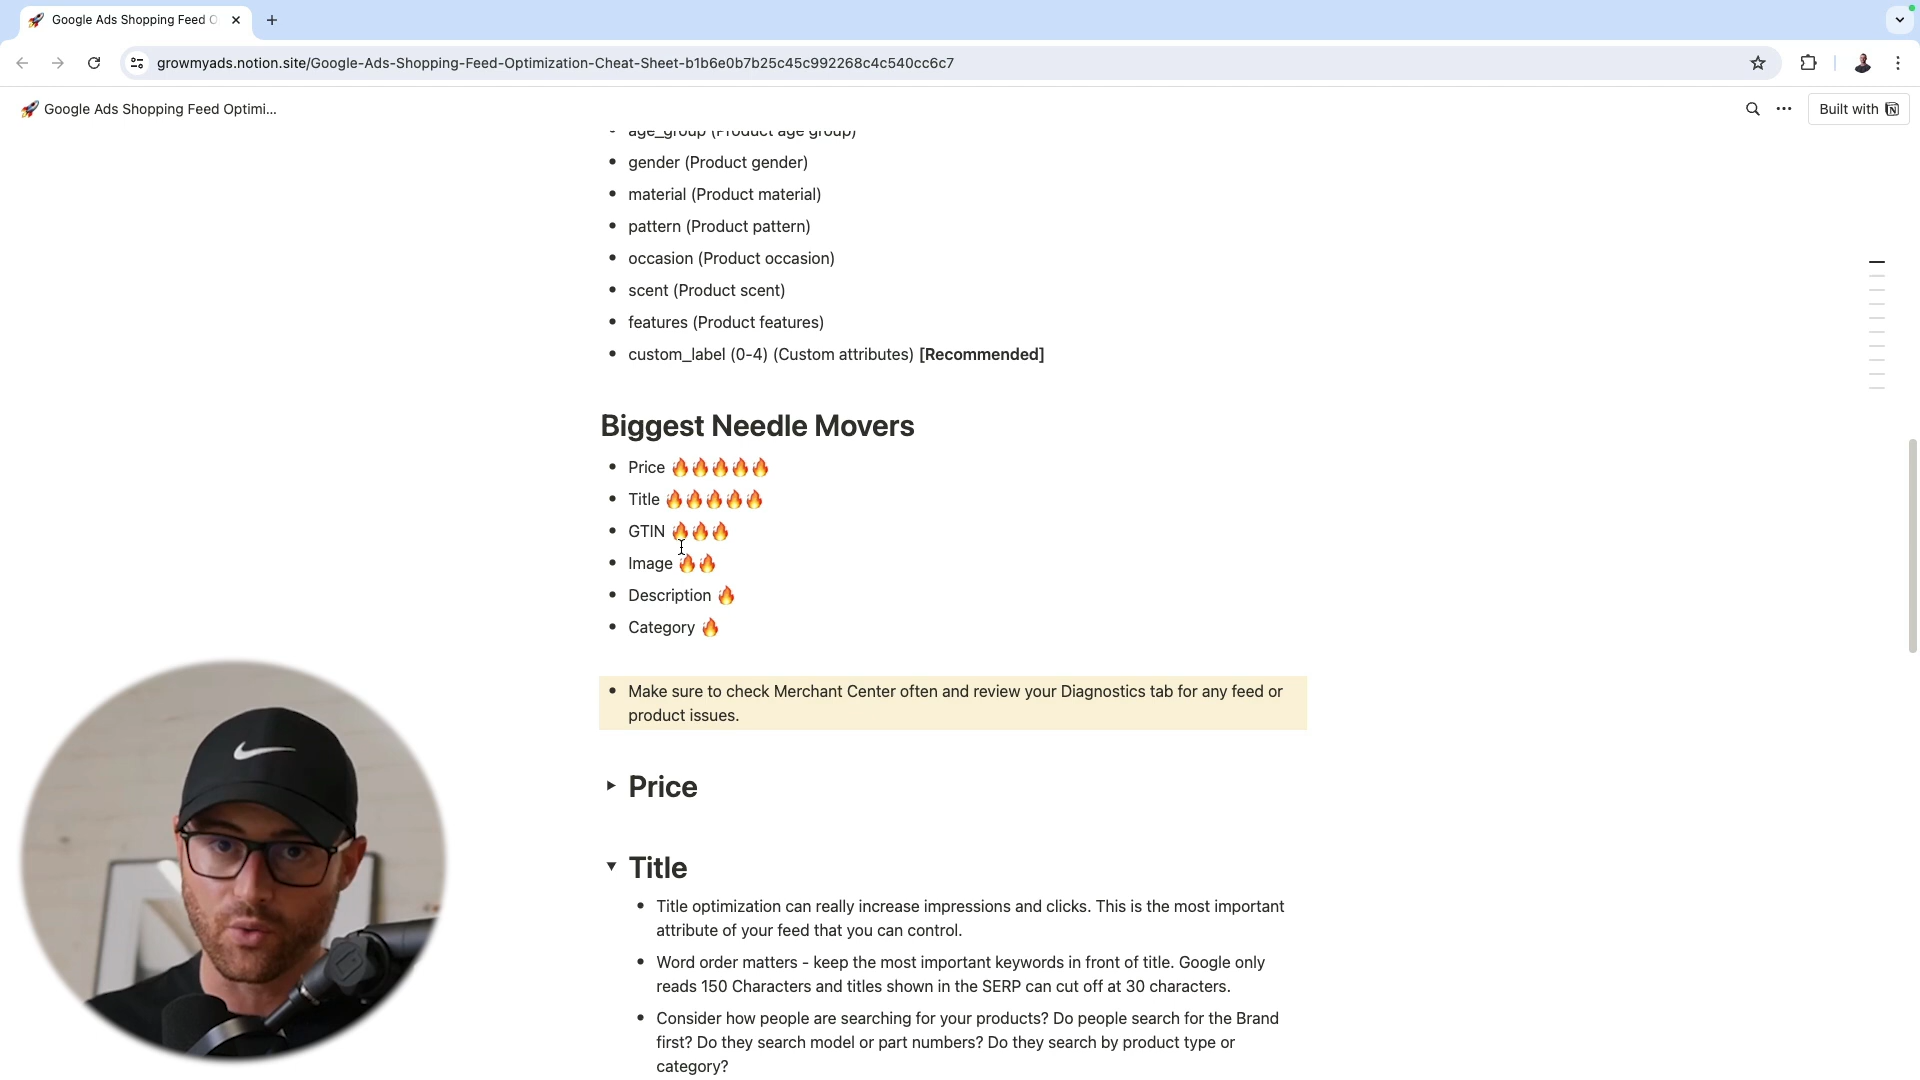 Google Ads Shopping Feed O
growmyads.notion.site/Google-Ads-Shopping-Feed-Optimization-Cheat-Sheet-b1b6e0b7b25c45c992268c4c540cc6c7
🚀 Google Ads Shopping Feed Optimi...
Built with
• age_group (Product age group)
• gender (Product gender)
• material (Product material)
• pattern (Product pattern)
• occasion (Product occasion)
• scent (Product scent)
• features (Product features)
• custom_label (0-4) (Custom attributes) [Recommended]
Biggest Needle Movers
• Price 🔥🔥🔥🔥🔥
• Title 🔥🔥🔥🔥🔥
• GTIN 🔥🔥🔥
• Image 🔥🔥
• Description 🔥
• Category 🔥
• Make sure to check Merchant Center often and review your Diagnostics tab for any feed or
product issues.
Price
Title
• Title optimization can really increase impressions and clicks. This is the most important
attribute of your feed that you can control.
• Word order matters - keep the most important keywords in front of title. Google only
reads 150 Characters and titles shown in the SERP can cut off at 30 characters.
• Consider how people are searching for your products? Do people search for the Brand
first? Do they search model or part numbers? Do they search by product type or
category?